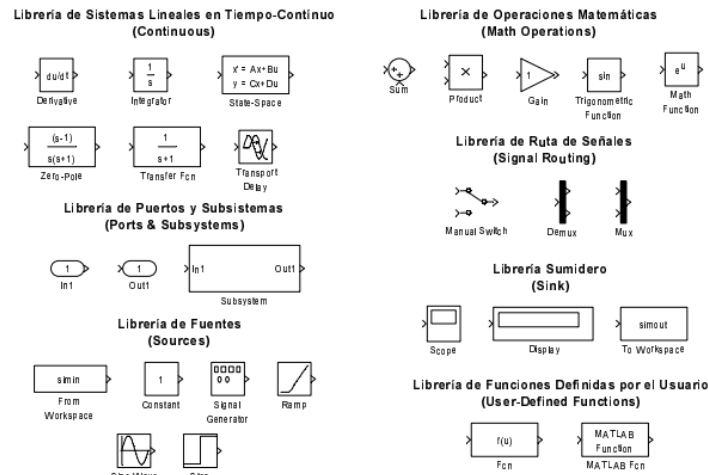 Librería de Sistemas Lineales en Tiempo-Contínuo
(Continuous)
du/dt
Derivative
1
s
Integrator
x' = Ax+Bu
y = Cx+Du
State-Space
(s-1)
s(s+1)
Zero-Pole
1
s+1
Transfer Fcn
Transport
Delay
Librería de Puertos y Subsistemas
(Ports & Subsystems)
1
In1
1
Out1
In1
Out1
Subsystem
Librería de Fuentes
(Sources)
simin
From
Workspace
1
Constant
Signal
Generator
Ramp
Sine Wave
Step
Librería de Operaciones Matemáticas
(Math Operations)
Sum
×
Product
1
Gain
sin
Trigonometric
Function
e^u
Math
Function
Librería de Ruta de Señales
(Signal Routing)
Manual Switch
Demux
Mux
Librería Sumidero
(Sink)
Scope
Display
simout
To Workspace
Librería de Funciones Definidas por el Usuario
(User-Defined Functions)
f(u)
Fcn
MATLAB
Function
MATLAB Fcn